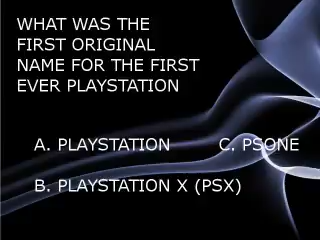 WHAT WAS THE
FIRST ORIGINAL
NAME FOR THE FIRST
EVER PLAYSTATION
A. PLAYSTATION C. PSONE
B. PLAYSTATION X (PSX)